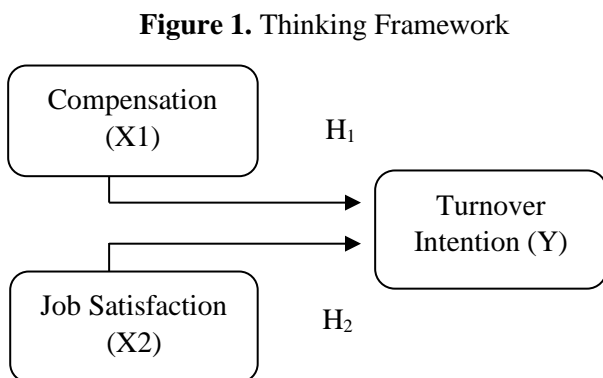 Figure 1. Thinking Framework
Compensation
(X1)
H₁
Turnover
Intention (Y)
Job Satisfaction
(X2)
H₂